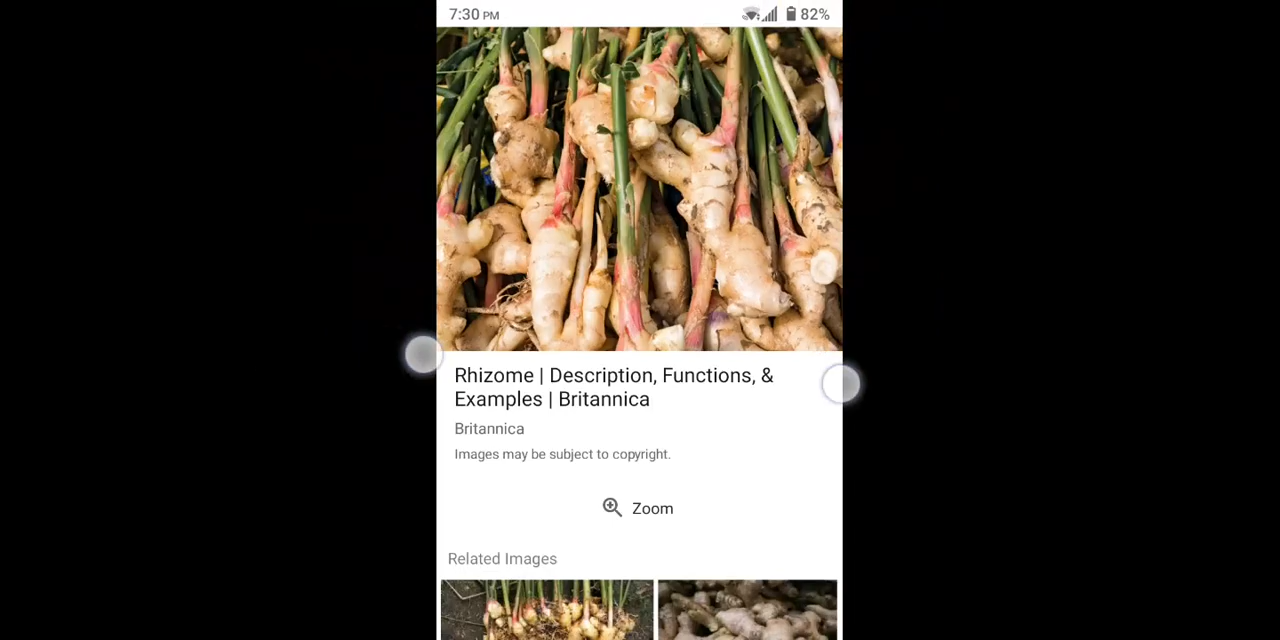 7:30 PM
82%
Rhizome | Description, Functions, &
Examples | Britannica
Britannica
Images may be subject to copyright.
Zoom
Related Images